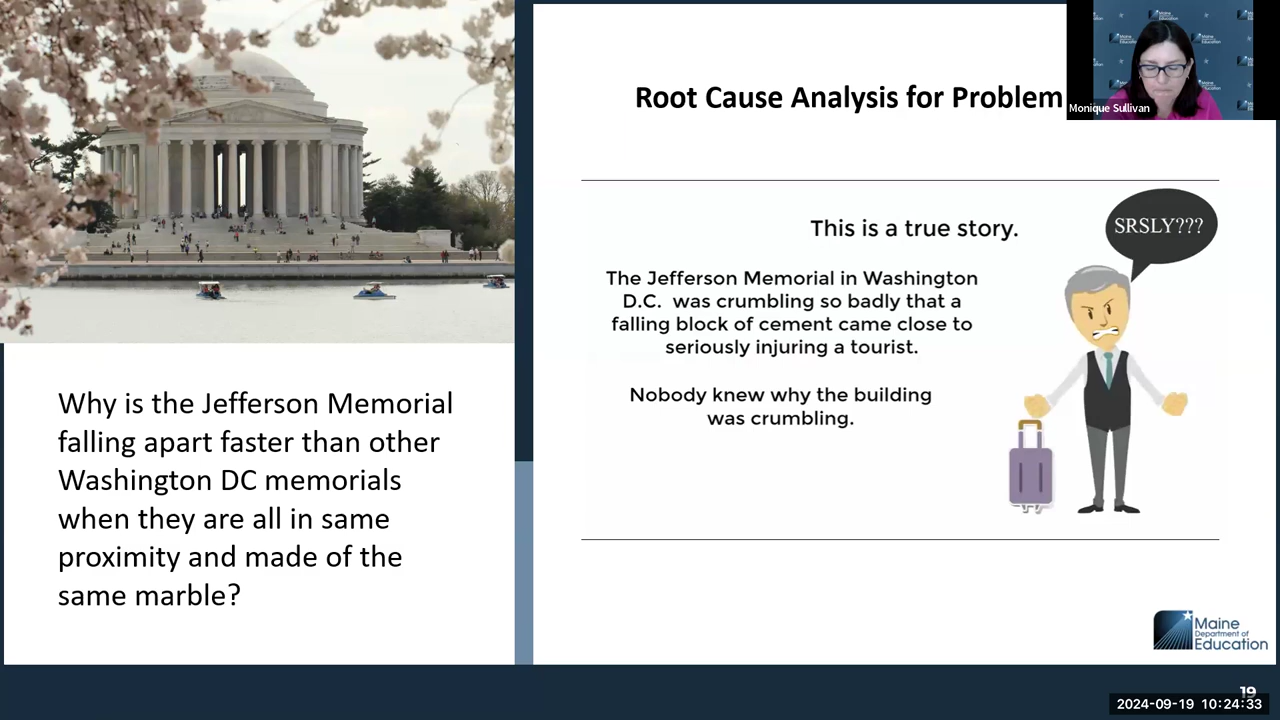 Root Cause Analysis for Problem
Monique Sullivan
This is a true story.
SRSLY???
The Jefferson Memorial in Washington
D.C. was crumbling so badly that a
falling block of cement came close to
seriously injuring a tourist.
Nobody knew why the building
was crumbling.
Why is the Jefferson Memorial
falling apart faster than other
Washington DC memorials
when they are all in same
proximity and made of the
same marble?
Maine
Department of
Education
19
2024-09-19 10:24:33